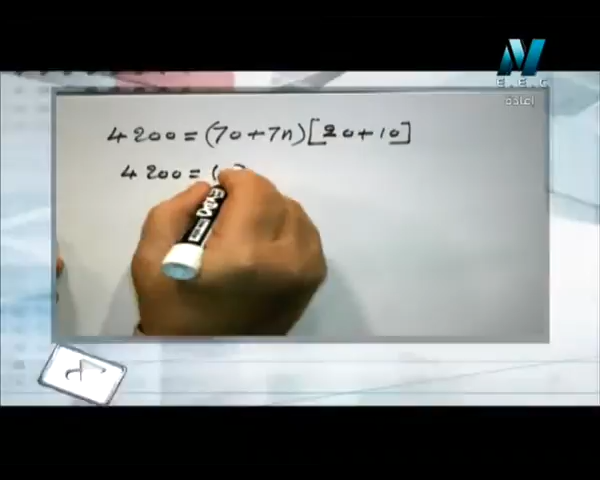 E.E.C
إعادة
4200 = (70+7n)[20+10]
4200 = (